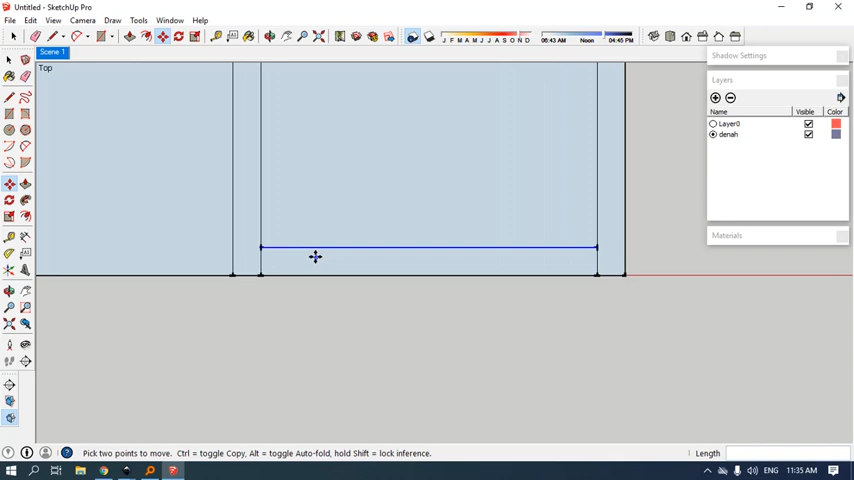 Untitled - SketchUp Pro
File Edit View Camera Draw Tools Window Help
J F M A M J J A S O N D 06:43 AM Noon 04:45 PM
Scene 1
Top
Shadow Settings
Layers
Name Visible Color
Layer0
denah
Materials
Pick two points to move. Ctrl = toggle Copy, Alt = toggle Auto-fold, hold Shift = lock inference. Length
ENG 11:35 AM